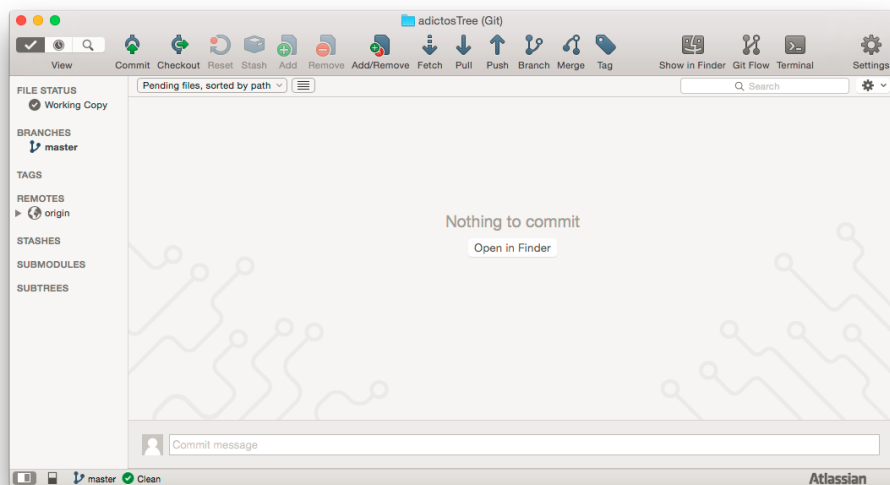 adictosTree (Git)
View Commit Checkout Reset Stash Add Remove Add/Remove Fetch Pull Push Branch Merge Tag Show in Finder Git Flow Terminal Settings
FILE STATUS
Working Copy
BRANCHES
master
TAGS
REMOTES
origin
STASHES
SUBMODULES
SUBTREES
Pending files, sorted by path
Search
Nothing to commit
Open in Finder
Commit message
master Clean
Atlassian